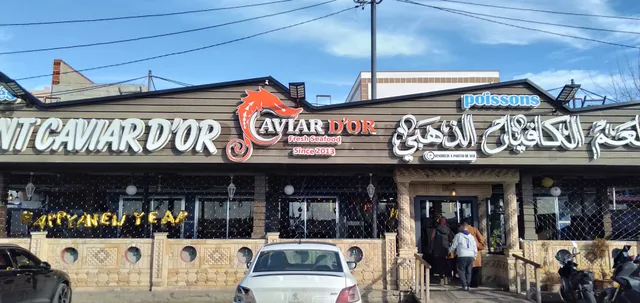 NT CAVIAR D'OR
CAVIAR D'OR
Fresh Seafood
Since 2013
poissons
الكافيار الذهبي
HAPPY NEW YEAR